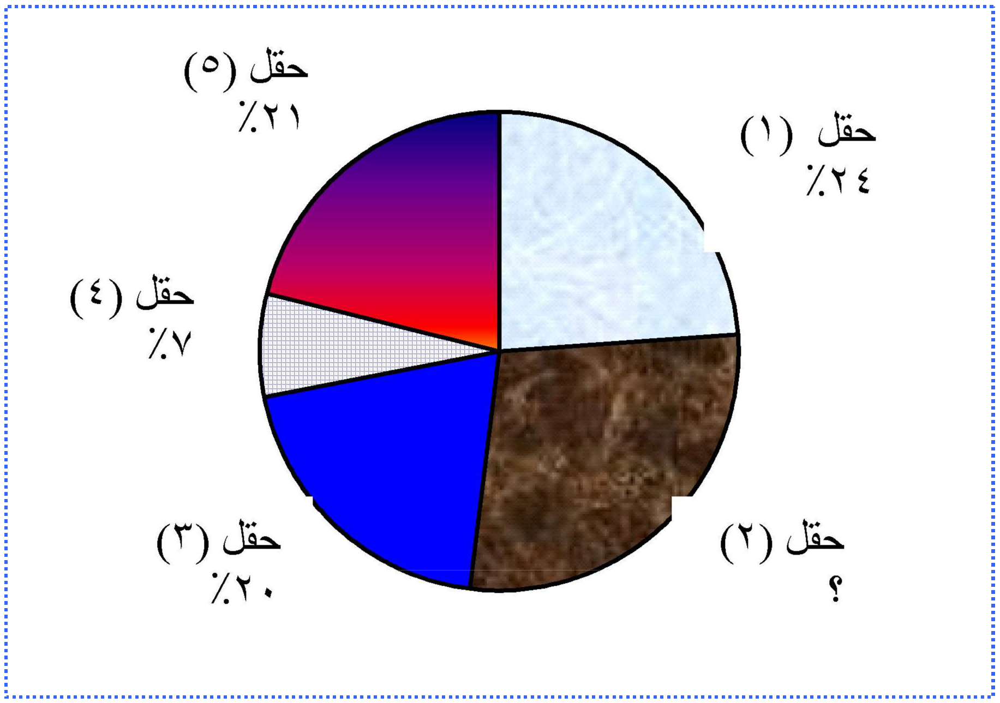 حقل (١)
٢٤٪
حقل (٢)
؟
حقل (٣)
٢٠٪
حقل (٤)
٧٪
حقل (٥)
٢١٪